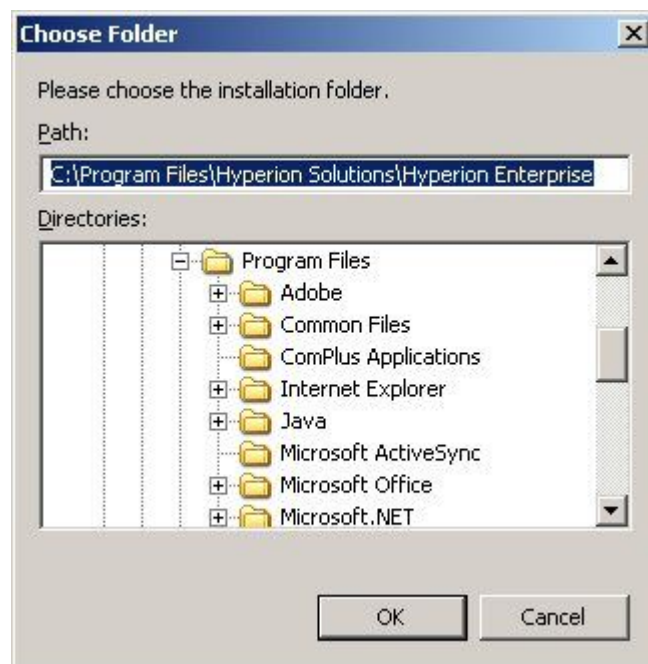 Choose Folder
Please choose the installation folder.
Path:
C:\Program Files\Hyperion Solutions\Hyperion Enterprise
Directories:
Program Files
Adobe
Common Files
ComPlus Applications
Internet Explorer
Java
Microsoft ActiveSync
Microsoft Office
Microsoft.NET
OK Cancel